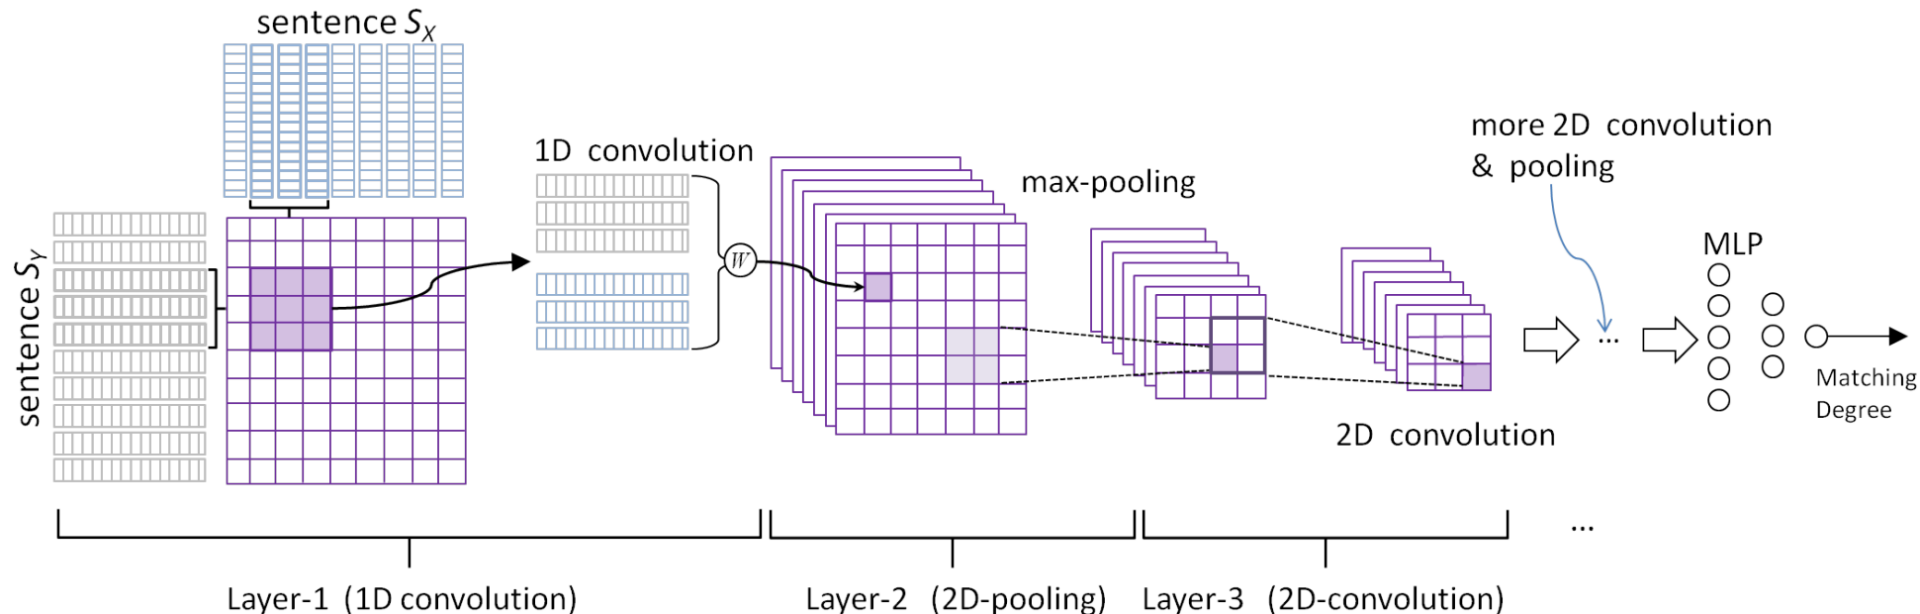 sentence S_X
sentence S_Y
1D convolution
W
max-pooling
2D convolution
more 2D convolution
& pooling
...
MLP
Matching
Degree
Layer-1 (1D convolution)
Layer-2 (2D-pooling)
Layer-3 (2D-convolution)
...